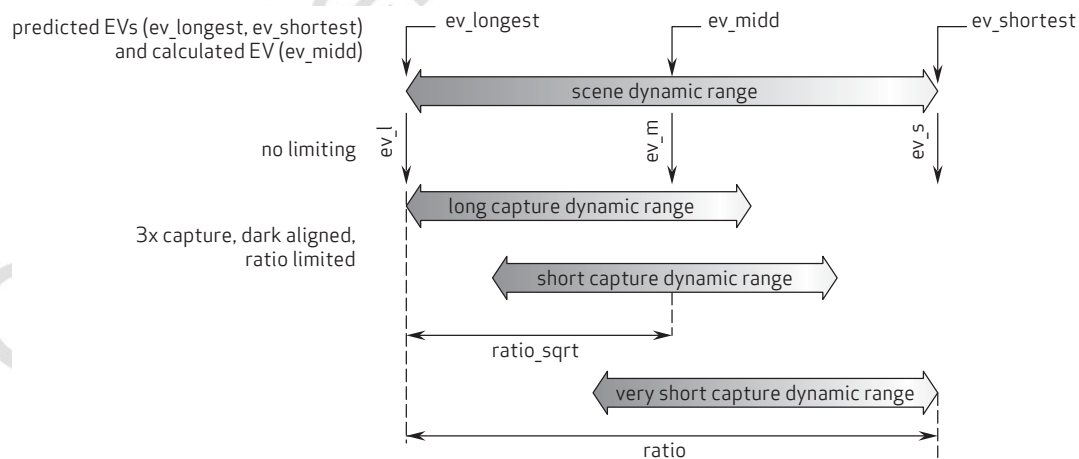 predicted EVs (ev_longest, ev_shortest)
and calculated EV (ev_midd)
ev_longest
ev_midd
ev_shortest
scene dynamic range
no limiting
ev_l
ev_m
ev_s
long capture dynamic range
3x capture, dark aligned,
ratio limited
short capture dynamic range
ratio_sqrt
very short capture dynamic range
ratio